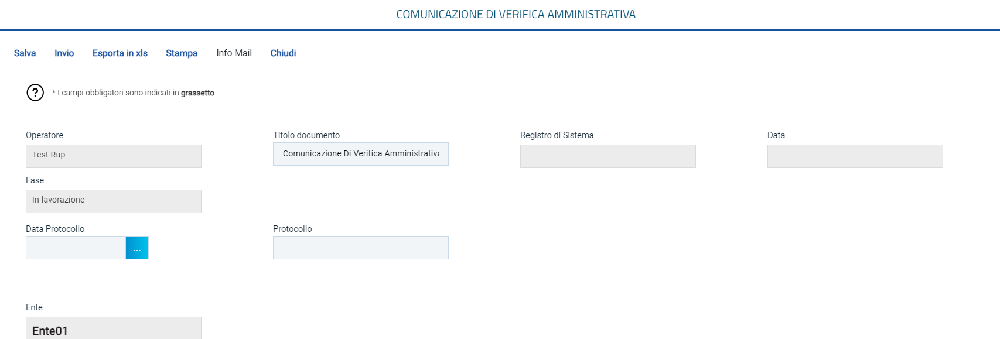 COMUNICAZIONE DI VERIFICA AMMINISTRATIVA
Salva Invio Esporta in xls Stampa Info Mail Chiudi
? * I campi obbligatori sono indicati in grassetto
Operatore Titolo documento Registro di Sistema Data
Test Rup Comunicazione Di Verifica Amministrativa
Fase
In lavorazione
Data Protocollo Protocollo
...
Ente
Ente01